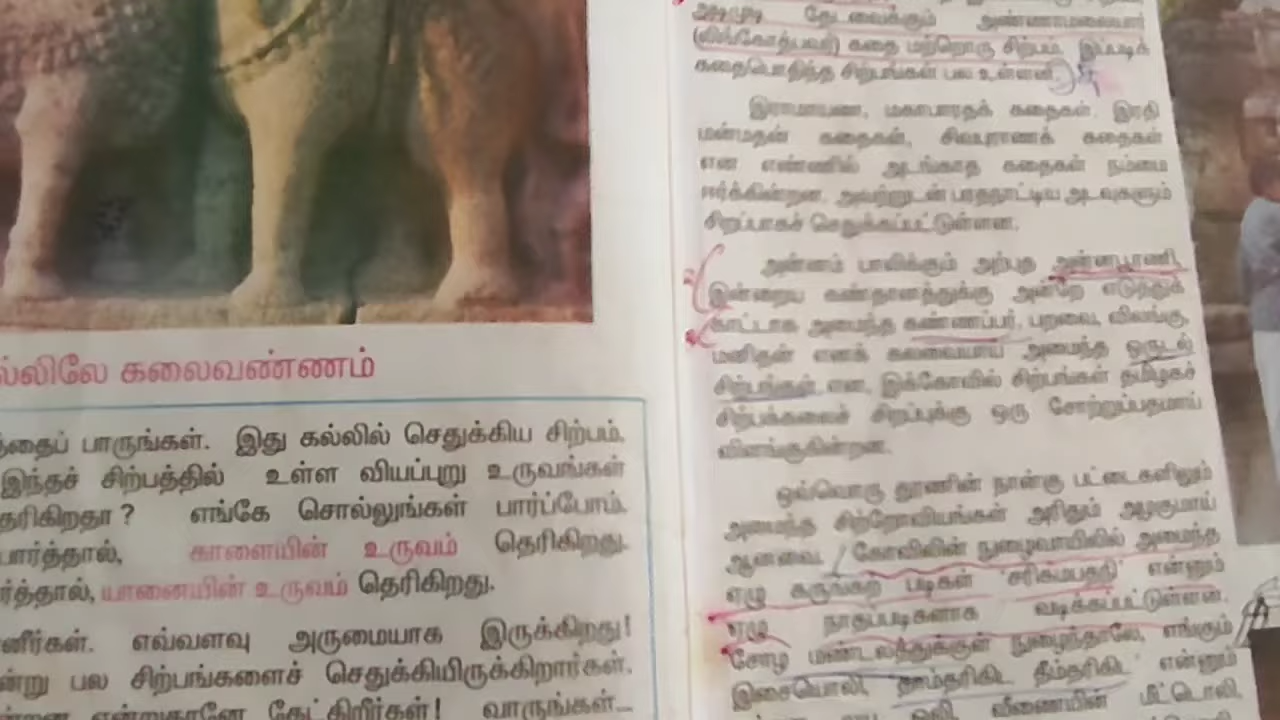 ல்லிலே கலைவண்ணம்
த்தைப் பாருங்கள். இது கல்லில் செதுக்கிய சிற்பம்.
இந்தச் சிற்பத்தில் உள்ள வியப்புறு உருவங்கள்
தெரிகிறதா? எங்கே சொல்லுங்கள் பார்ப்போம்.
பார்த்தால், காளையின் உருவம் தெரிகிறது.
ர்த்தால், யானையின் உருவம் தெரிகிறது.
னீர்கள். எவ்வளவு அருமையாக இருக்கிறது!
ன்று பல சிற்பங்களைச் செதுக்கியிருக்கிறார்கள்.
என்றுதானே கேட்கிறீர்கள்! வாருங்கள்...
அடிமுடி தேடவைக்கும் அண்ணாமலையார்
(லிங்கோத்பவர்) கதை மற்றொரு சிற்பம். இப்படிக்
கதைபொதிந்த சிற்பங்கள் பல உள்ளன.
இராமாயண, மகாபாரதக் கதைகள், இரதி
மன்மதன் கதைகள், சிவபுராணக் கதைகள்
என எண்ணில் அடங்காத கதைகள் நம்மை
ஈர்க்கின்றன. அவற்றுடன் பரதநாட்டிய அடவுகளும்
சிறப்பாகச் செதுக்கப்பட்டுள்ளன.
அன்னம் பாலிக்கும் அற்புத அன்னபூரணி,
இன்றைய கண்தானத்துக்கு அன்றே எடுத்துக்
காட்டாக அமைந்த கண்ணப்பர், பறவை, விலங்கு,
மனிதன் எனக் கலவையாய் அமைந்த ஒருடல்
சிற்பங்கள் என, இக்கோவில் சிற்பங்கள் தமிழகச்
சிற்பக்கலைச் சிறப்புக்கு ஒரு சோற்றுப்பதமாய்
விளங்குகின்றன.
ஒவ்வொரு தூணின் நான்கு பட்டைகளிலும்
அமைந்த சிற்றோவியங்கள் அரிதும் அழகுமாய்
ஆனவை. கோவிலின் நுழைவாயிலில் அமைந்த
ஏழு கருங்கற் படிகள் 'சரிகமபதநி' என்னும்
ஏழு நாதப்படிகளாக வடிக்கப்பட்டுள்ளன.
சோழ மண்டலத்துக்குள் நுழைந்தாலே, எங்கும்
இசையொலி, தாம்தரிகிட தீம்தரிகிட என்னும்
ஒலி, வீணையின் மீட்டொலி,